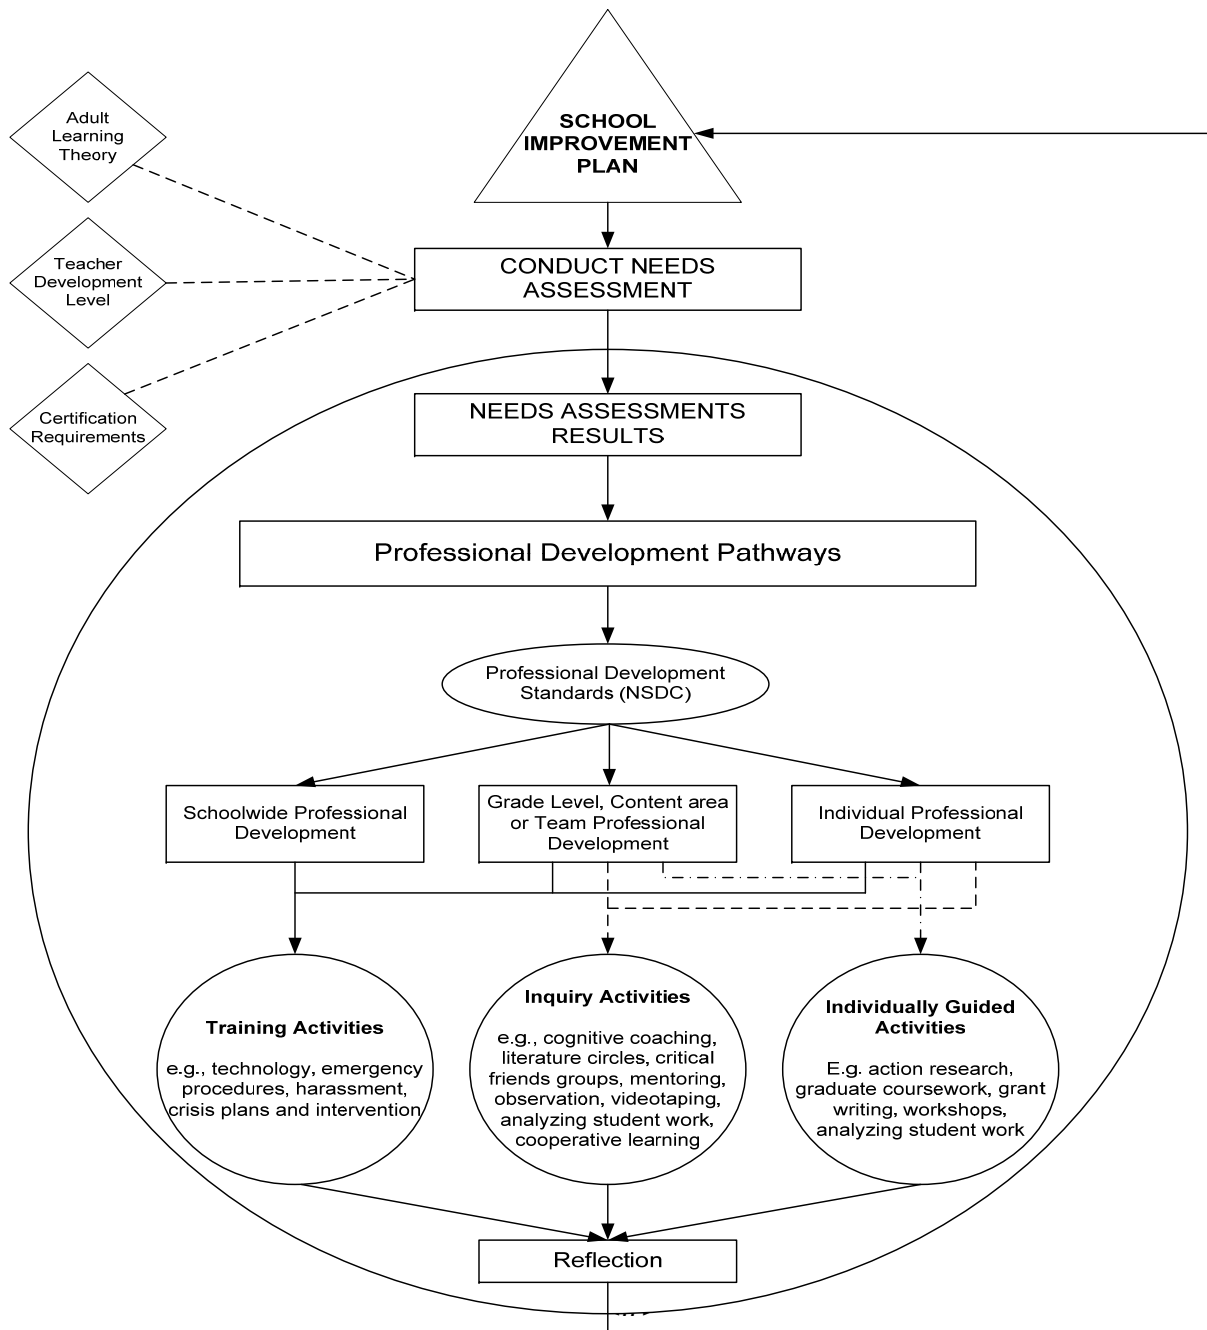 SCHOOL
IMPROVEMENT
PLAN
Adult
Learning
Theory
Teacher
Development
Level
Certification
Requirements
CONDUCT NEEDS
ASSESSMENT
NEEDS ASSESSMENTS
RESULTS
Professional Development Pathways
Professional Development
Standards (NSDC)
Schoolwide Professional
Development
Grade Level, Content area
or Team Professional
Development
Individual Professional
Development
Training Activities
e.g., technology, emergency
procedures, harassment,
crisis plans and intervention
Inquiry Activities
e.g., cognitive coaching,
literature circles, critical
friends groups, mentoring,
observation, videotaping,
analyzing student work,
cooperative learning
Individually Guided
Activities
E.g. action research,
graduate coursework, grant
writing, workshops,
analyzing student work
Reflection